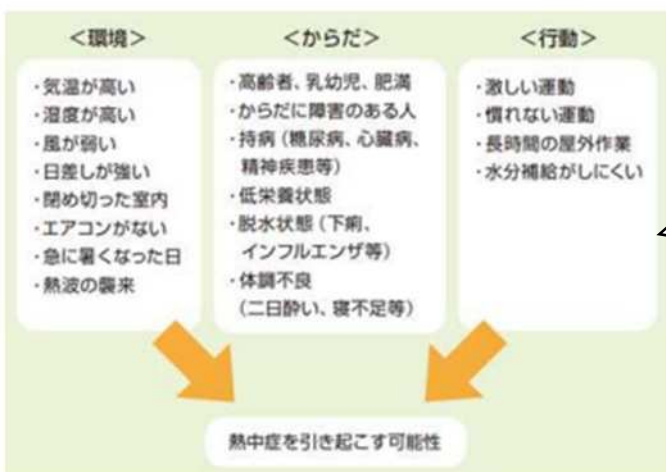 <環境>
・気温が高い
・湿度が高い
・風が弱い
・日差しが強い
・閉め切った室内
・エアコンがない
・急に暑くなった日
・熱波の襲来
<からだ>
・高齢者、乳幼児、肥満
・からだに障害のある人
・持病(糖尿病、心臓病、
精神疾患等)
・低栄養状態
・脱水状態(下痢、
インフルエンザ等)
・体調不良
(二日酔い、寝不足等)
<行動>
・激しい運動
・慣れない運動
・長時間の屋外作業
・水分補給がしにくい
熱中症を引き起こす可能性